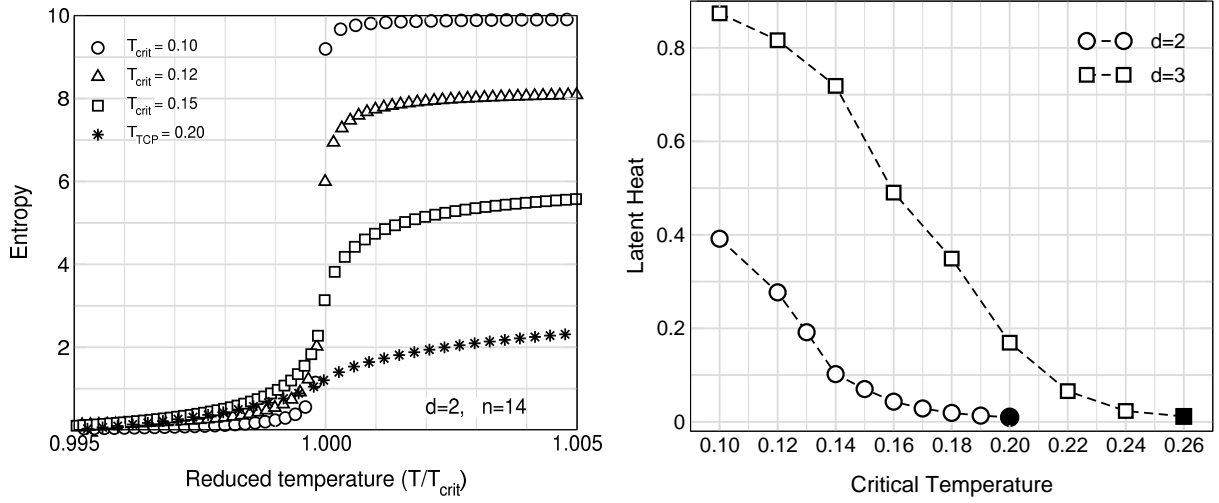 10
8
6
4
2
Entropy
T_crit = 0.10
T_crit = 0.12
T_crit = 0.15
T_TCP = 0.20
d=2, n=14
0.995 1.000 1.005
Reduced temperature (T/T_crit)
0.8
0.6
0.4
0.2
0
Latent Heat
d=2
d=3
0.10 0.12 0.14 0.16 0.18 0.20 0.22 0.24 0.26
Critical Temperature